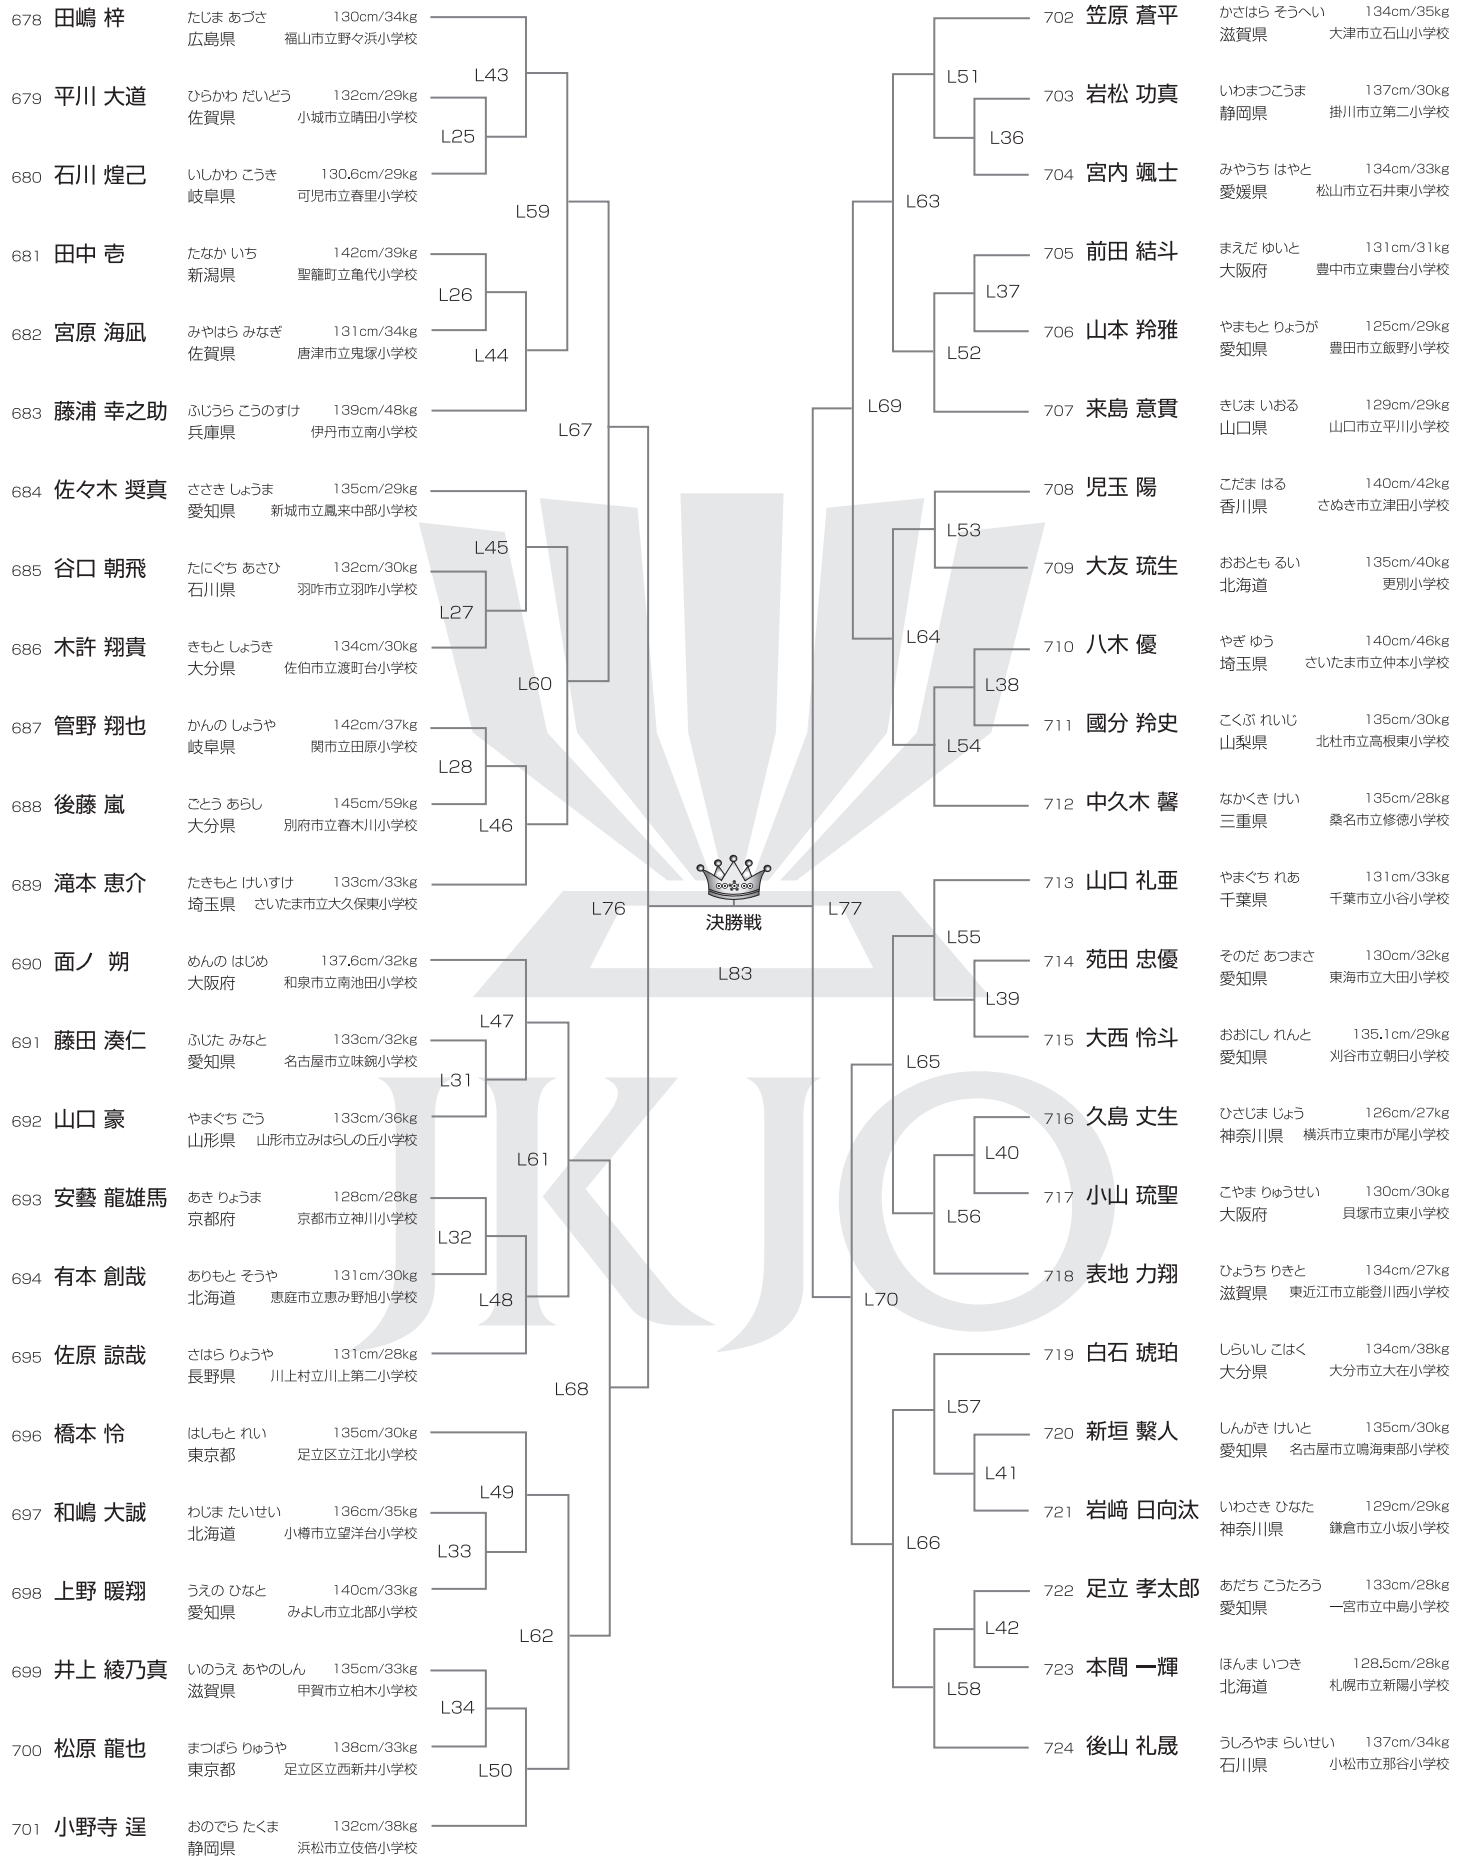 678 田嶋 梓 たじま あづさ 130cm/34kg
広島県 福山市立野々浜小学校
L43
679 平川 大道 ひらかわ だいどう 132cm/29kg
佐賀県 小城市立晴田小学校
L25
680 石川 煌己 いしかわ こうき 130.6cm/29kg
岐阜県 可児市立春里小学校
L59
681 田中 壱 たなか いち 142cm/39kg
新潟県 聖籠町立亀代小学校
L26
682 宮原 海凪 みやはら みなぎ 131cm/34kg
佐賀県 唐津市立鬼塚小学校
L44
683 藤浦 幸之助 ふじうら こうのすけ 139cm/48kg
兵庫県 伊丹市立南小学校
L67
684 佐々木 奨真 ささき しょうま 135cm/29kg
愛知県 新城市立鳳来中部小学校
L45
685 谷口 朝飛 たにぐち あさひ 132cm/30kg
石川県 羽咋市立羽咋小学校
L27
686 木許 翔貴 きもと しょうき 134cm/30kg
大分県 佐伯市立渡町台小学校
L60
687 管野 翔也 かんの しょうや 142cm/37kg
岐阜県 関市立田原小学校
L28
688 後藤 嵐 ごとう あらし 145cm/59kg
大分県 別府市立春木川小学校
L46
689 滝本 恵介 たきもと けいすけ 133cm/33kg
埼玉県 さいたま市立大久保東小学校
L76
690 面ノ 朔 めんの はじめ 137.6cm/32kg
大阪府 和泉市立南池田小学校
L47
691 藤田 湊仁 ふじた みなと 133cm/32kg
愛知県 名古屋市立味鋺小学校
L31
692 山口 豪 やまぐち ごう 133cm/36kg
山形県 山形市立みはらしの丘小学校
L61
693 安藝 龍雄馬 あき りょうま 128cm/28kg
京都府 京都市立神川小学校
L32
694 有本 創哉 ありもと そうや 131cm/30kg
北海道 恵庭市立恵み野旭小学校
L48
695 佐原 諒哉 さはら りょうや 131cm/28kg
長野県 川上村立川上第二小学校
L68
696 橋本 怜 はしもと れい 135cm/30kg
東京都 足立区立江北小学校
L49
697 和嶋 大誠 わじま たいせい 136cm/35kg
北海道 小樽市立望洋台小学校
L33
698 上野 暖翔 うえの ひなと 140cm/33kg
愛知県 みよし市立北部小学校
L62
699 井上 綾乃真 いのうえ あやのしん 135cm/33kg
滋賀県 甲賀市立柏木小学校
L34
700 松原 龍也 まつばら りゅうや 138cm/33kg
東京都 足立区立西新井小学校
L50
701 小野寺 逞 おのでら たくま 132cm/38kg
静岡県 浜松市立伎倍小学校
決勝戦
L83
JKJO
702 笠原 蒼平 かさはら そうへい 134cm/35kg
滋賀県 大津市立石山小学校
L51
703 岩松 功真 いわまつこうま 137cm/30kg
静岡県 掛川市立第二小学校
L36
704 宮内 颯士 みやうち はやと 134cm/33kg
愛媛県 松山市立石井東小学校
L63
705 前田 結斗 まえだ ゆいと 131cm/31kg
大阪府 豊中市立東豊台小学校
L37
706 山本 羚雅 やまもと りょうが 125cm/29kg
愛知県 豊田市立飯野小学校
L52
707 来島 意貫 きじま いおる 129cm/29kg
山口県 山口市立平川小学校
L69
708 児玉 陽 こだま はる 140cm/42kg
香川県 さぬき市立津田小学校
L53
709 大友 琉生 おおとも るい 135cm/40kg
北海道 更別小学校
L64
710 八木 優 やぎ ゆう 140cm/46kg
埼玉県 さいたま市立仲本小学校
L38
711 國分 羚史 こくぶ れいじ 135cm/30kg
山梨県 北杜市立高根東小学校
L54
712 中久木 馨 なかくき けい 135cm/28kg
三重県 桑名市立修徳小学校
713 山口 礼亜 やまぐち れあ 131cm/33kg
千葉県 千葉市立小谷小学校
L77
L55
714 苑田 忠優 そのだ あつまさ 130cm/32kg
愛知県 東海市立大田小学校
L39
715 大西 怜斗 おおにし れんと 135.1cm/29kg
愛知県 刈谷市立朝日小学校
L65
716 久島 丈生 ひさじま じょう 126cm/27kg
神奈川県 横浜市立東市が尾小学校
L40
717 小山 琉聖 こやま りゅうせい 130cm/30kg
大阪府 貝塚市立東小学校
L56
718 表地 力翔 ひょうち りきと 134cm/27kg
滋賀県 東近江市立能登川西小学校
L70
719 白石 琥珀 しらいし こはく 134cm/38kg
大分県 大分市立大在小学校
L57
720 新垣 繋人 しんがき けいと 135cm/30kg
愛知県 名古屋市立鳴海東部小学校
L41
721 岩﨑 日向汰 いわさき ひなた 129cm/29kg
神奈川県 鎌倉市立小坂小学校
L66
722 足立 孝太郎 あだち こうたろう 133cm/28kg
愛知県 一宮市立中島小学校
L42
723 本間 一輝 ほんま いつき 128.5cm/28kg
北海道 札幌市立新陽小学校
L58
724 後山 礼晟 うしろやま らいせい 137cm/34kg
石川県 小松市立那谷小学校